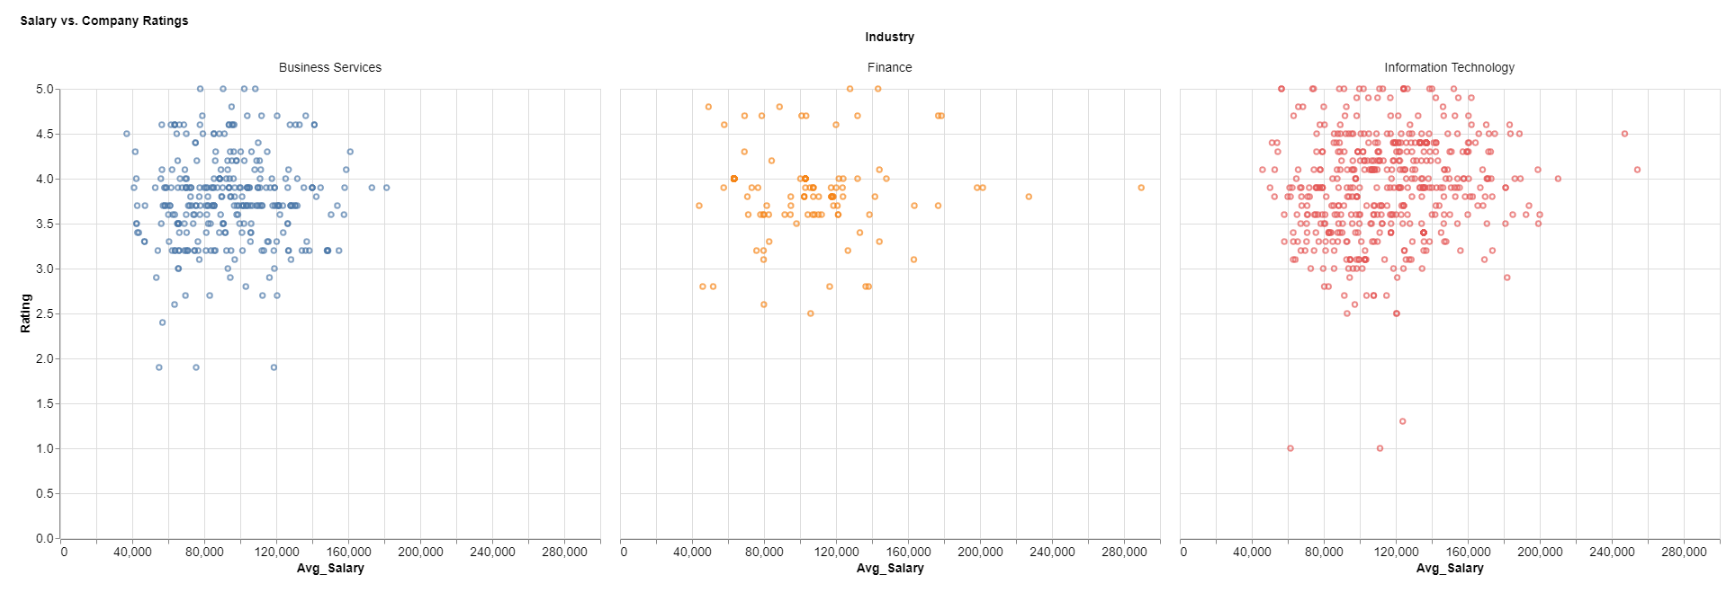 Salary vs. Company Ratings
Industry
Business Services Finance Information Technology
5.0
4.5
4.0
3.5
3.0
2.5
2.0
1.5
1.0
0.5
0.0
Rating
0 40,000 80,000 120,000 160,000 200,000 240,000 280,000 0 40,000 80,000 120,000 160,000 200,000 240,000 280,000 0 40,000 80,000 120,000 160,000 200,000 240,000 280,000
Avg_Salary Avg_Salary Avg_Salary